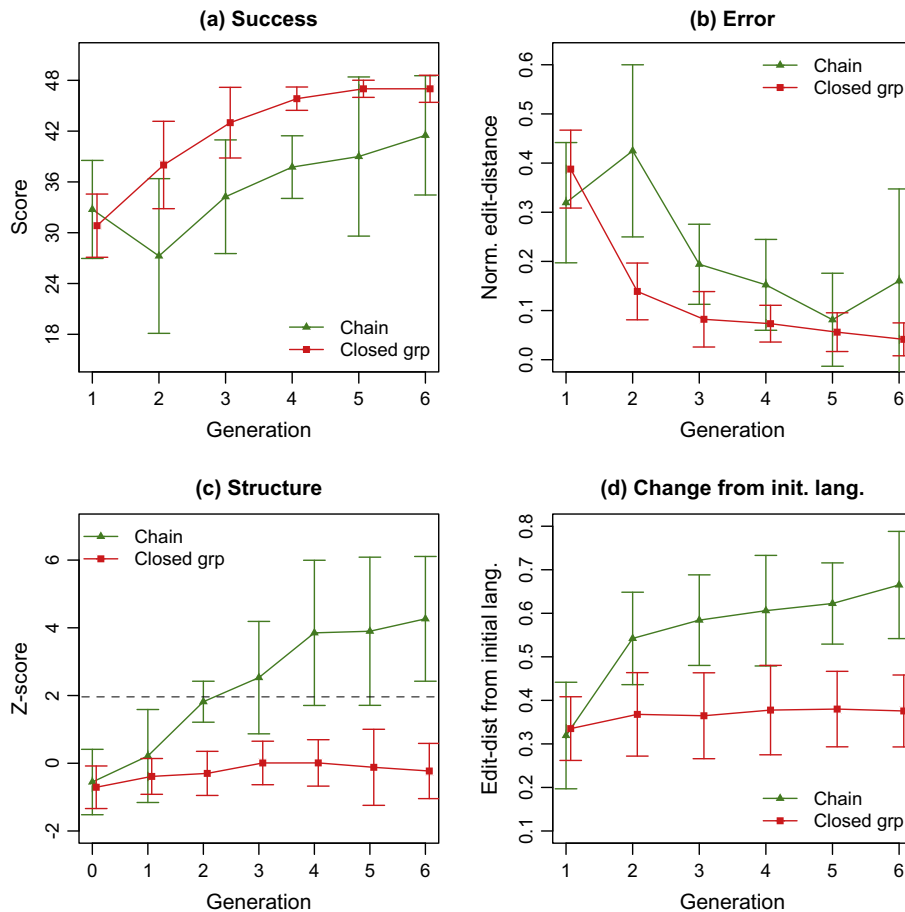 (a) Success
Score
48
42
36
30
24
18
Chain
Closed grp
1 2 3 4 5 6
Generation
(b) Error
Norm. edit-distance
0.6
0.5
0.4
0.3
0.2
0.1
0.0
Chain
Closed grp
1 2 3 4 5 6
Generation
(c) Structure
Z-score
6
4
2
0
-2
Chain
Closed grp
0 1 2 3 4 5 6
Generation
(d) Change from init. lang.
Edit-dist from initial lang.
0.8
0.7
0.6
0.5
0.4
0.3
0.2
0.1
Chain
Closed grp
1 2 3 4 5 6
Generation